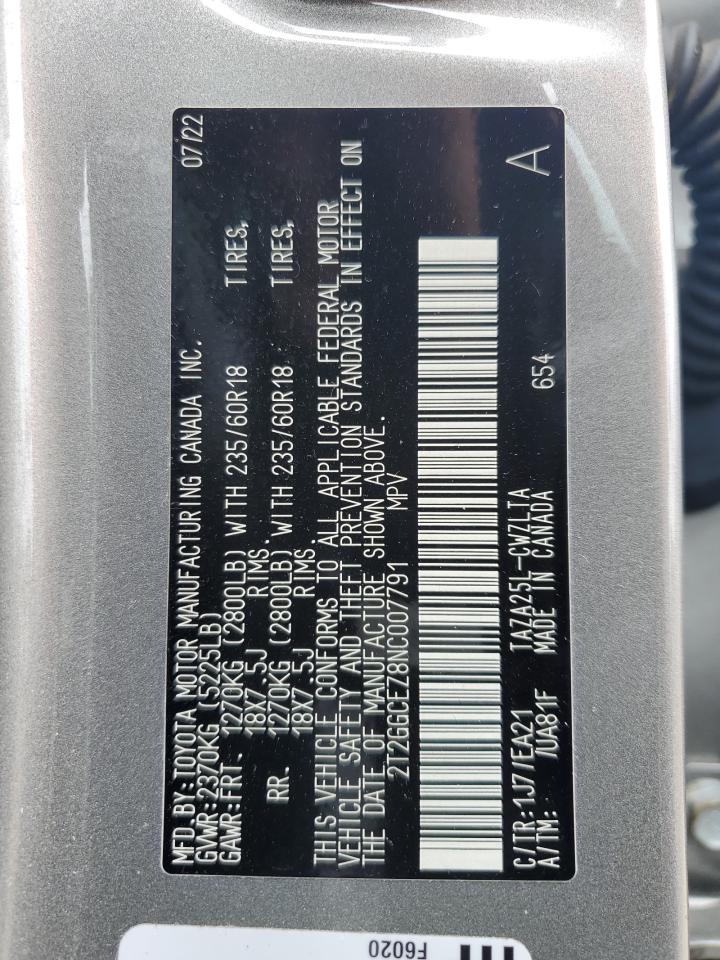 MFD.BY:TOYOTA MOTOR MANUFACTURING CANADA INC. 07/22
GVWR:2370KG (5225LB)
GAWR:FRT. 1270KG (2800LB) WITH 235/60R18 TIRES,
18X7.5J RIMS.
RR. 1270KG (2800LB) WITH 235/60R18 TIRES,
18X7.5J RIMS.
THIS VEHICLE CONFORMS TO ALL APPLICABLE FEDERAL MOTOR
VEHICLE SAFETY AND THEFT PREVENTION STANDARDS IN EFFECT ON
THE DATE OF MANUFACTURE SHOWN ABOVE.
2T2GGCEZ8NC007791 MPV
C/TR:1J7/EA21 TAZA25L-CWZLTA 654 A
A/TM: /UA81F MADE IN CANADA
F6020